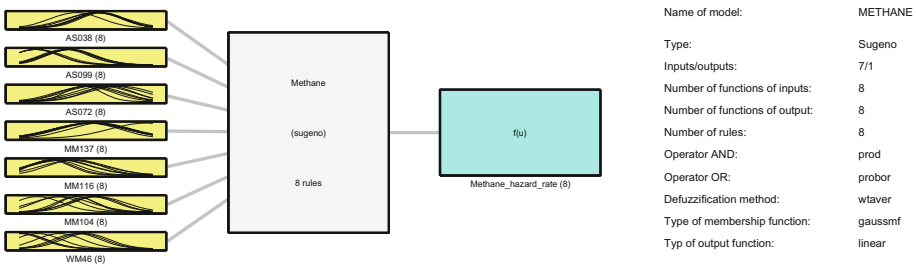 AS038 (8)
AS099 (8)
AS072 (8)
MM137 (8)
MM116 (8)
MM104 (8)
WM46 (8)
Methane
(sugeno)
8 rules
f(u)
Methane_hazard_rate (8)
Name of model: METHANE
Type: Sugeno
Inputs/outputs: 7/1
Number of functions of inputs: 8
Number of functions of output: 8
Number of rules: 8
Operator AND: prod
Operator OR: probor
Defuzzification method: wtaver
Type of membership function: gaussmf
Typ of output function: linear